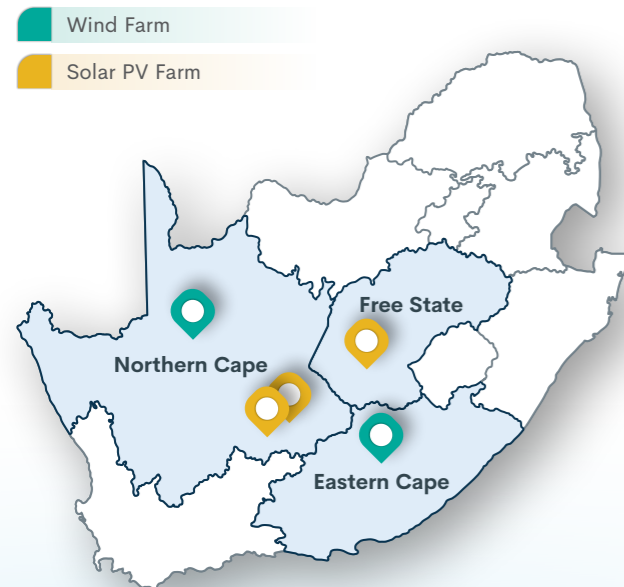 Wind Farm
Solar PV Farm
Free State
Northern Cape
Eastern Cape